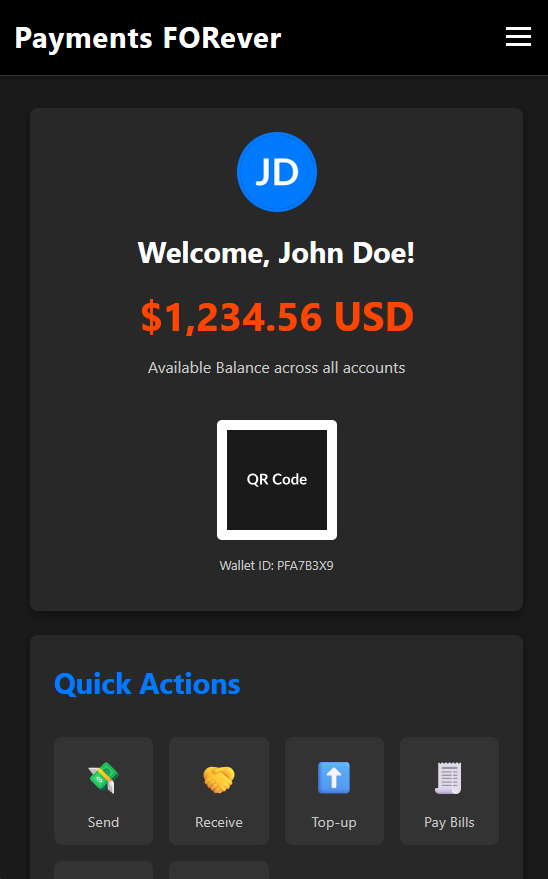 Payments FORever
JD
Welcome, John Doe!
$1,234.56 USD
Available Balance across all accounts
QR Code
Wallet ID: PFA7B3X9
Quick Actions
Send
Receive
Top-up
Pay Bills